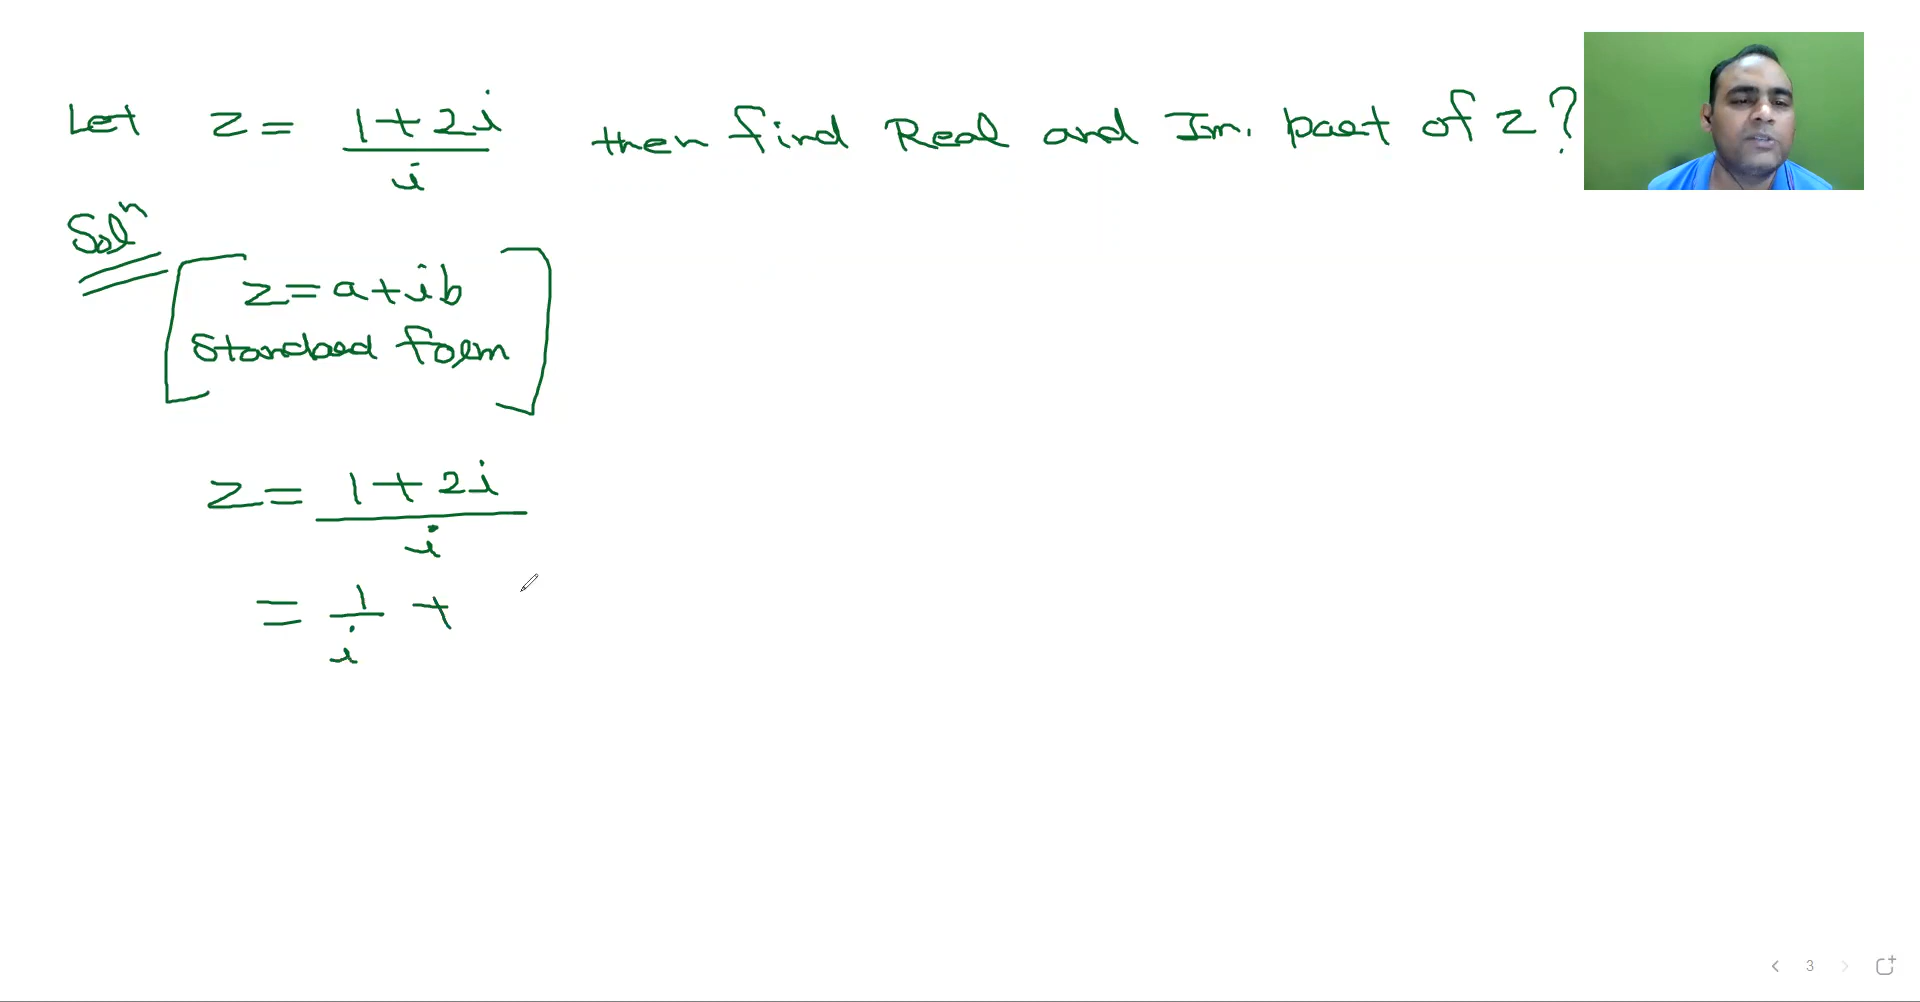 Let z = (1+2i)/i then find Real and Im. part of z?
Solⁿ
z = a+ib
Standard form
z = (1+2i)/i
= 1/i +
3